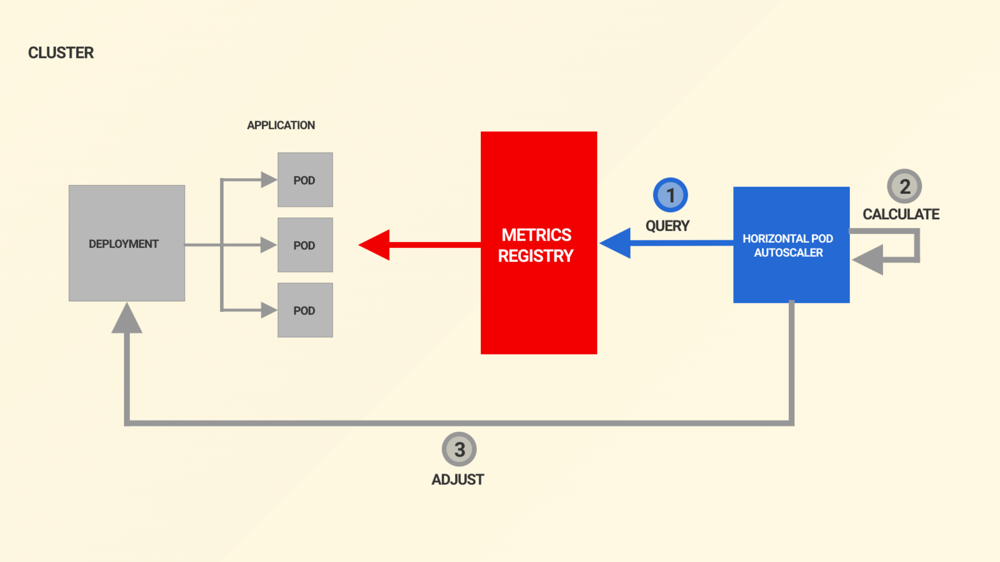 CLUSTER
APPLICATION
POD
POD
POD
DEPLOYMENT
METRICS
REGISTRY
1
QUERY
HORIZONTAL POD
AUTOSCALER
2
CALCULATE
3
ADJUST